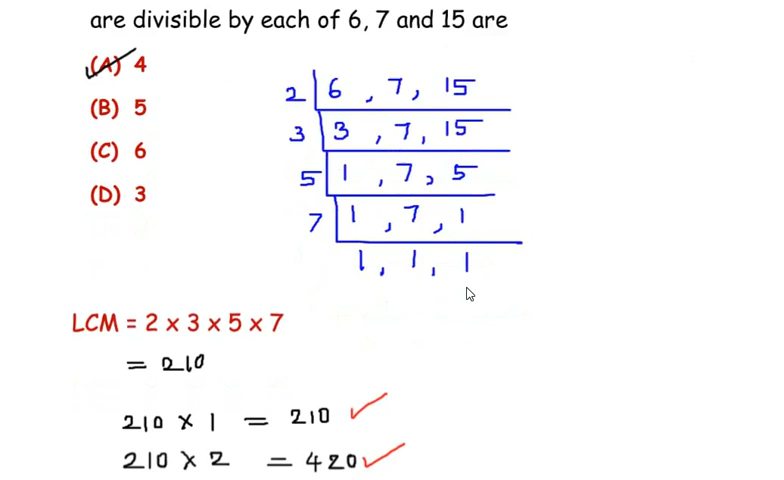 are divisible by each of 6, 7 and 15 are
(A) 4
(B) 5
(C) 6
(D) 3
2 6 , 7 , 15
3 3 , 7 , 15
5 1 , 7 , 5
7 1 , 7 , 1
1 , 1 , 1
LCM = 2 x 3 x 5 x 7
= 210
210 × 1 = 210
210 × 2 = 420